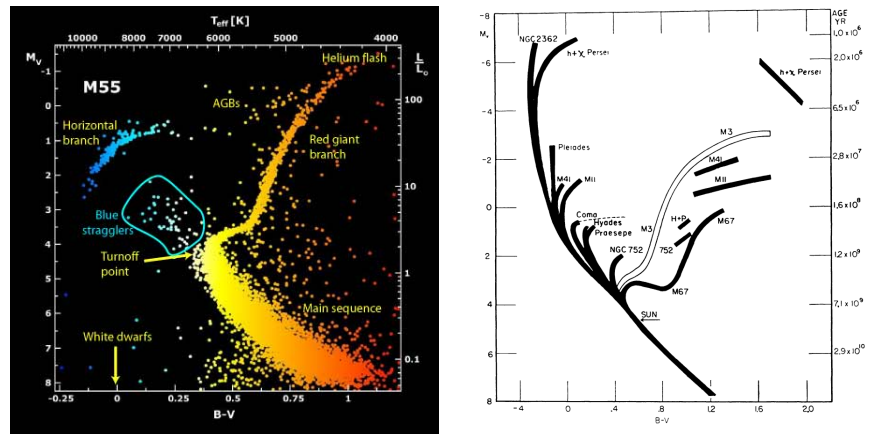 T_eff [K]
10000 8000 7000 6000 5000 4000
M_V
L/L_o
M55
Helium flash
AGBs
Horizontal
branch
Red giant
branch
Blue
stragglers
Turnoff
point
Main sequence
White dwarfs
-1
0
1
2
3
4
5
6
7
8
100
10
1
0.1
-0.25 0 0.25 0.5 0.75 1
B-V
-8
M_v
-6
-4
-2
0
2
4
6
8
AGE
YR
1,0 x 10^6
2,0 x 10^6
6,5 x 10^6
2,8 x 10^7
1,6 x 10^8
1,2 x 10^9
7,1 x 10^9
2,9 x 10^10
NGC 2362
h+χ Persei
h+χ Persei
M3
Pleiades
M41
M11
M41
M11
Coma
Hyades
Praesepe
H+P
M3
M67
NGC 752
752
M67
SUN
-.4 0 .4 .8 1.2 1.6 2.0
B-V